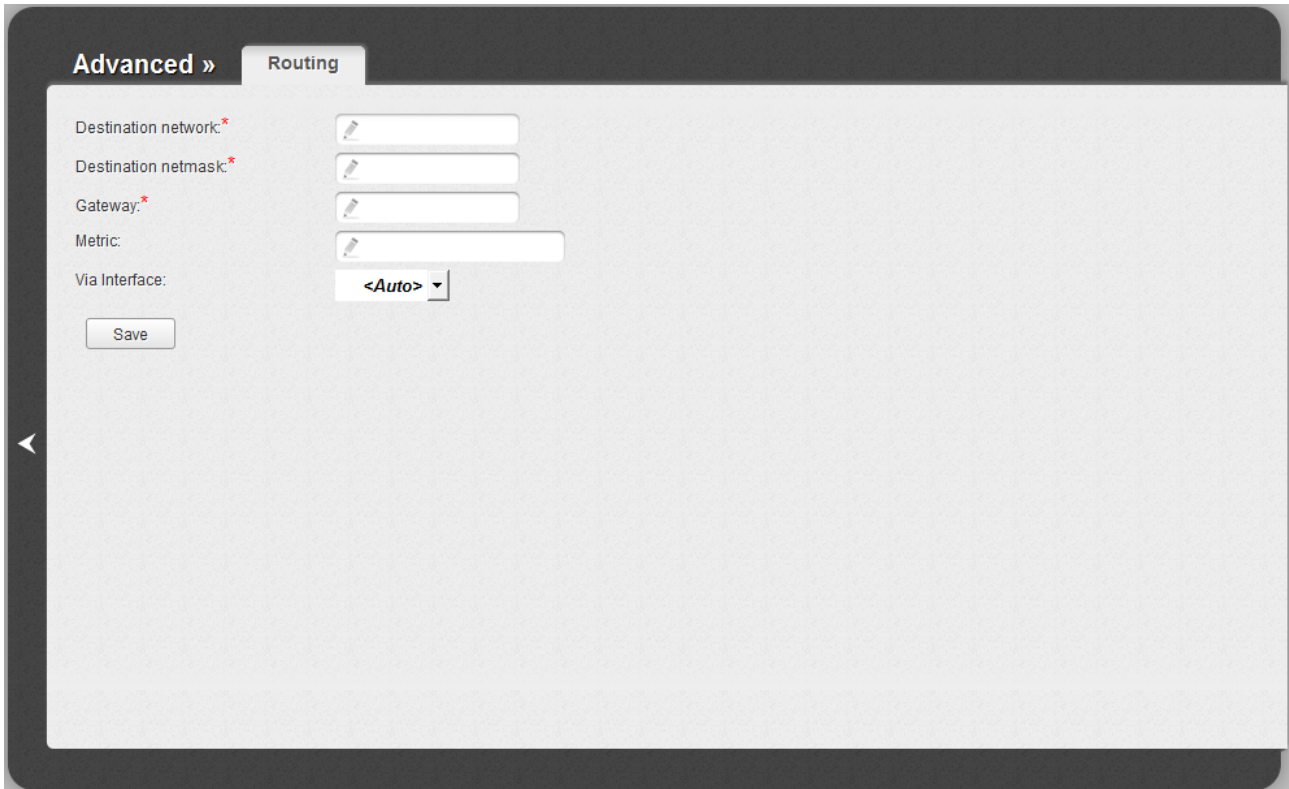 Advanced » Routing
Destination network:*
Destination netmask:*
Gateway:*
Metric:
Via Interface: <Auto>
Save